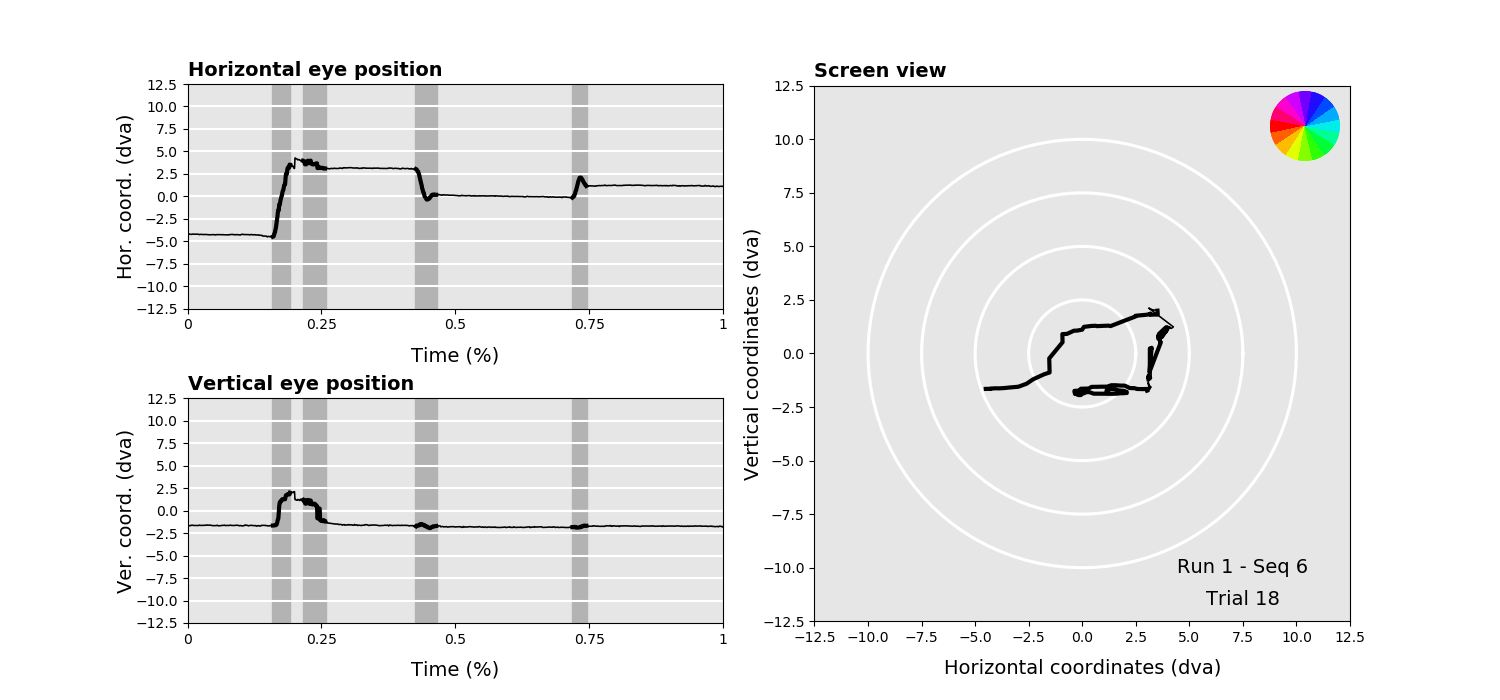 Horizontal eye position
Hor. coord. (dva)
12.5
10.0
7.5
5.0
2.5
0.0
−2.5
−5.0
−7.5
−10.0
−12.5
0 0.25 0.5 0.75 1
Time (%)
Vertical eye position
Ver. coord. (dva)
12.5
10.0
7.5
5.0
2.5
0.0
−2.5
−5.0
−7.5
−10.0
−12.5
0 0.25 0.5 0.75 1
Time (%)
Screen view
Vertical coordinates (dva)
12.5
10.0
7.5
5.0
2.5
0.0
−2.5
−5.0
−7.5
−10.0
−12.5
Run 1 - Seq 6
Trial 18
−12.5 −10.0 −7.5 −5.0 −2.5 0.0 2.5 5.0 7.5 10.0 12.5
Horizontal coordinates (dva)